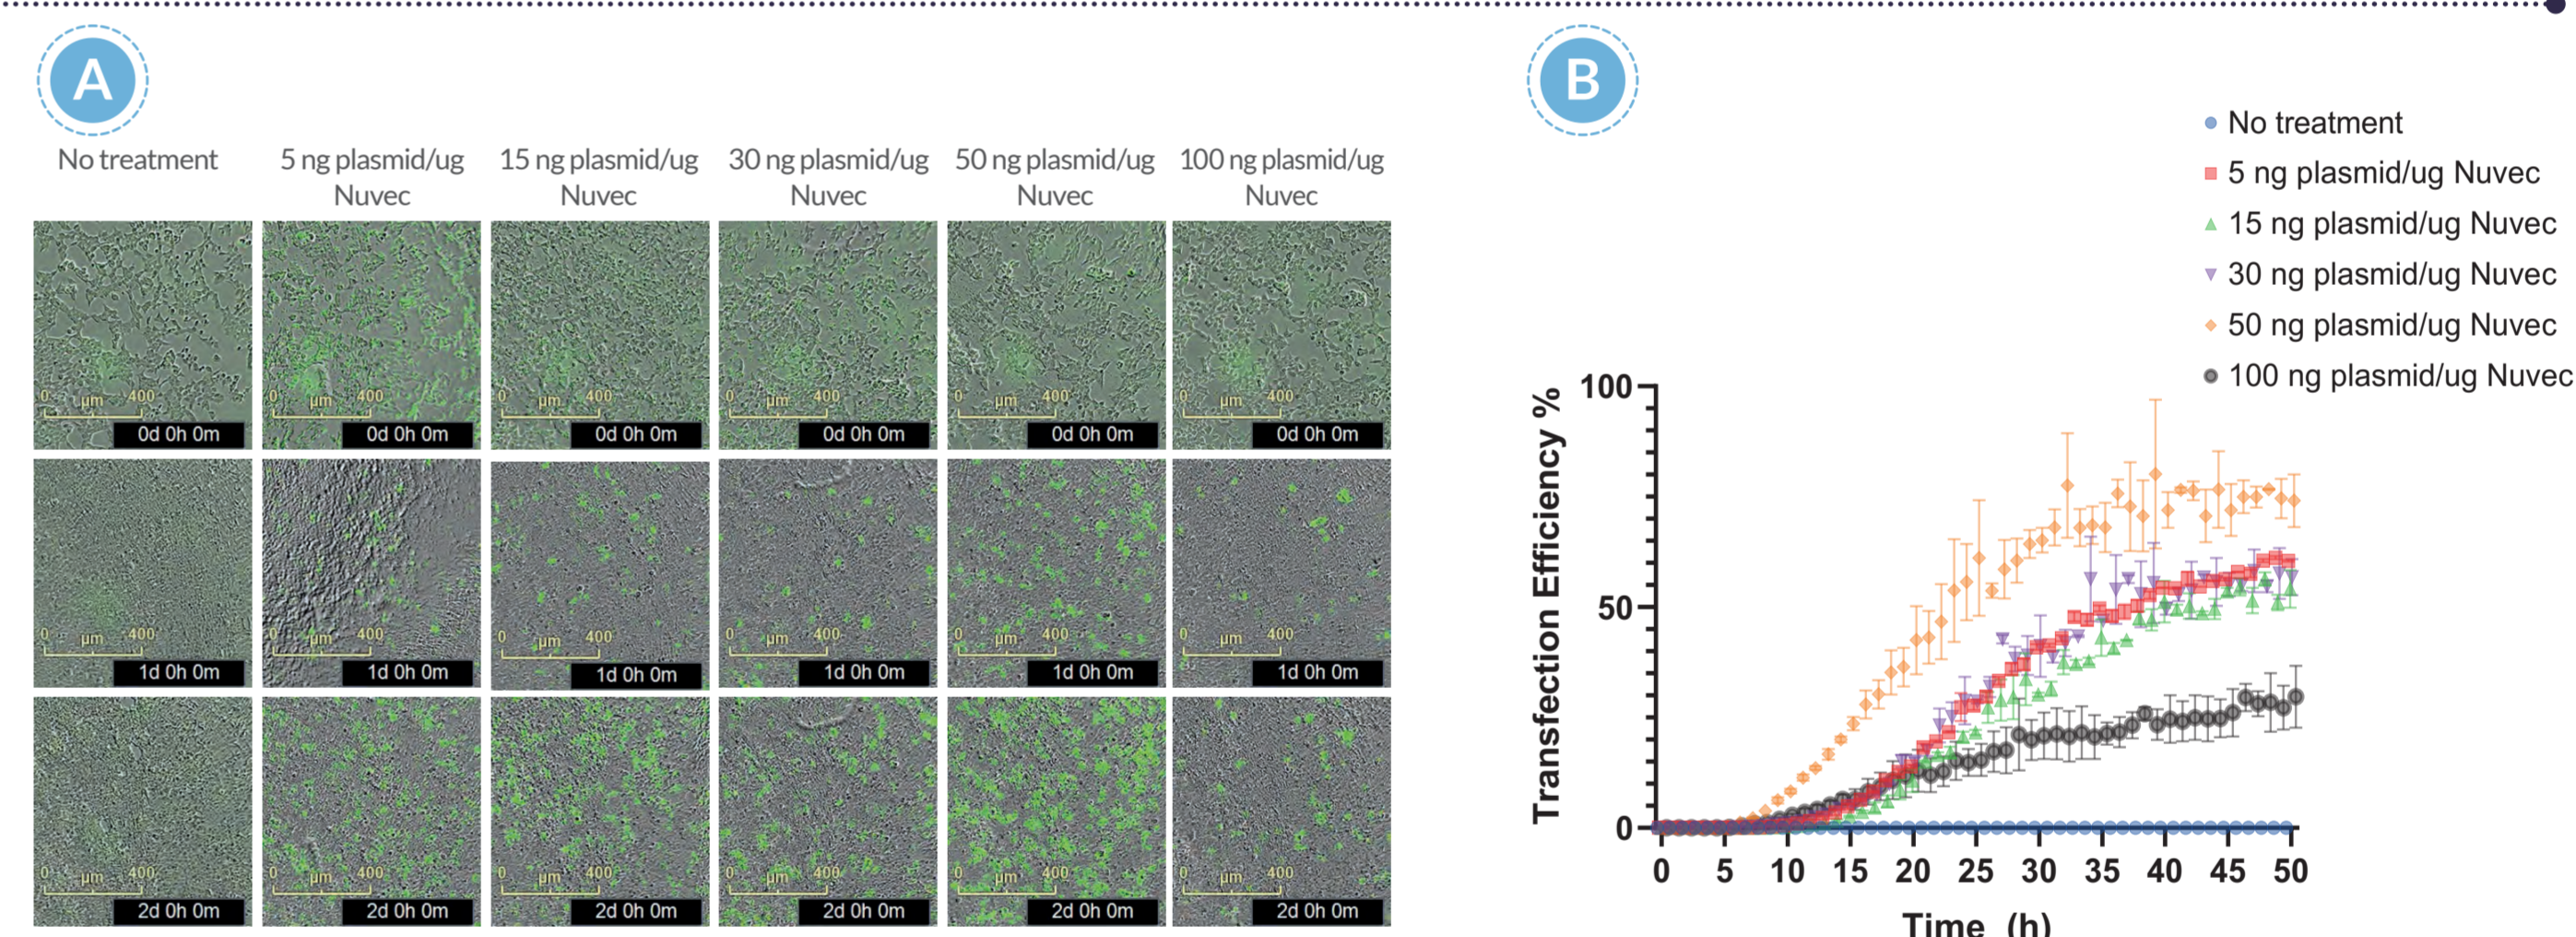 A
B
No treatment
5 ng plasmid/ug
Nuvec
15 ng plasmid/ug
Nuvec
30 ng plasmid/ug
Nuvec
50 ng plasmid/ug
Nuvec
100 ng plasmid/ug
Nuvec
0 µm 400
0d 0h 0m
0 µm 400
0d 0h 0m
0 µm 400
0d 0h 0m
0 µm 400
0d 0h 0m
0 µm 400
0d 0h 0m
0 µm 400
0d 0h 0m
0 µm 400
1d 0h 0m
0 µm 400
1d 0h 0m
0 µm 400
1d 0h 0m
0 µm 400
1d 0h 0m
0 µm 400
1d 0h 0m
0 µm 400
1d 0h 0m
0 µm 400
2d 0h 0m
0 µm 400
2d 0h 0m
0 µm 400
2d 0h 0m
0 µm 400
2d 0h 0m
0 µm 400
2d 0h 0m
0 µm 400
2d 0h 0m
No treatment
5 ng plasmid/ug Nuvec
15 ng plasmid/ug Nuvec
30 ng plasmid/ug Nuvec
50 ng plasmid/ug Nuvec
100 ng plasmid/ug Nuvec
Transfection Efficiency %
100
50
0
0 5 10 15 20 25 30 35 40 45 50
Time (h)